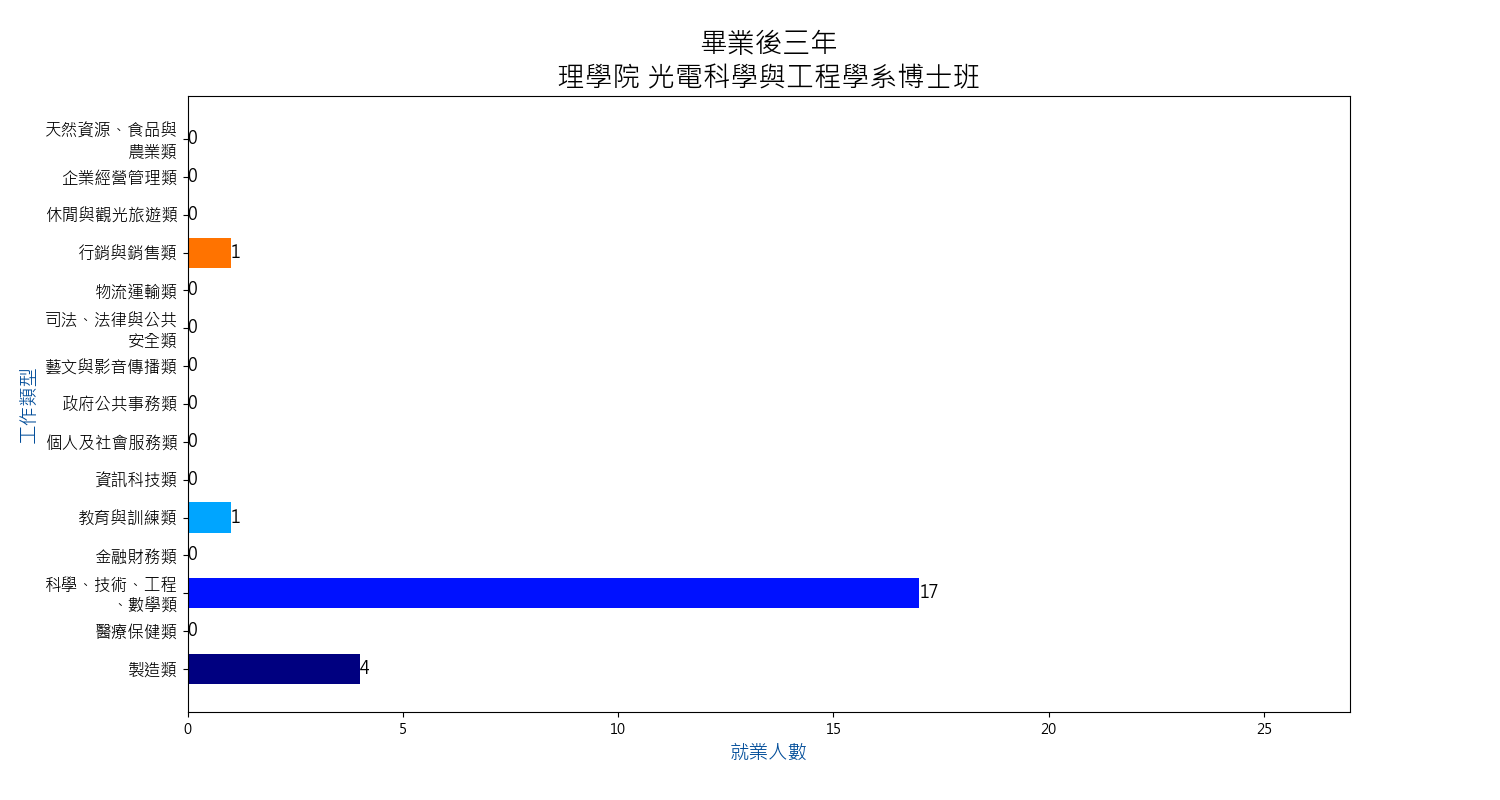 畢業後三年
理學院 光電科學與工程學系博士班
工作類型
天然資源、食品與
農業類
0
企業經營管理類
0
休閒與觀光旅遊類
0
行銷與銷售類
1
物流運輸類
0
司法、法律與公共
安全類
0
藝文與影音傳播類
0
政府公共事務類
0
個人及社會服務類
0
資訊科技類
0
教育與訓練類
1
金融財務類
0
科學、技術、工程
、數學類
17
醫療保健類
0
製造類
4
0 5 10 15 20 25
就業人數